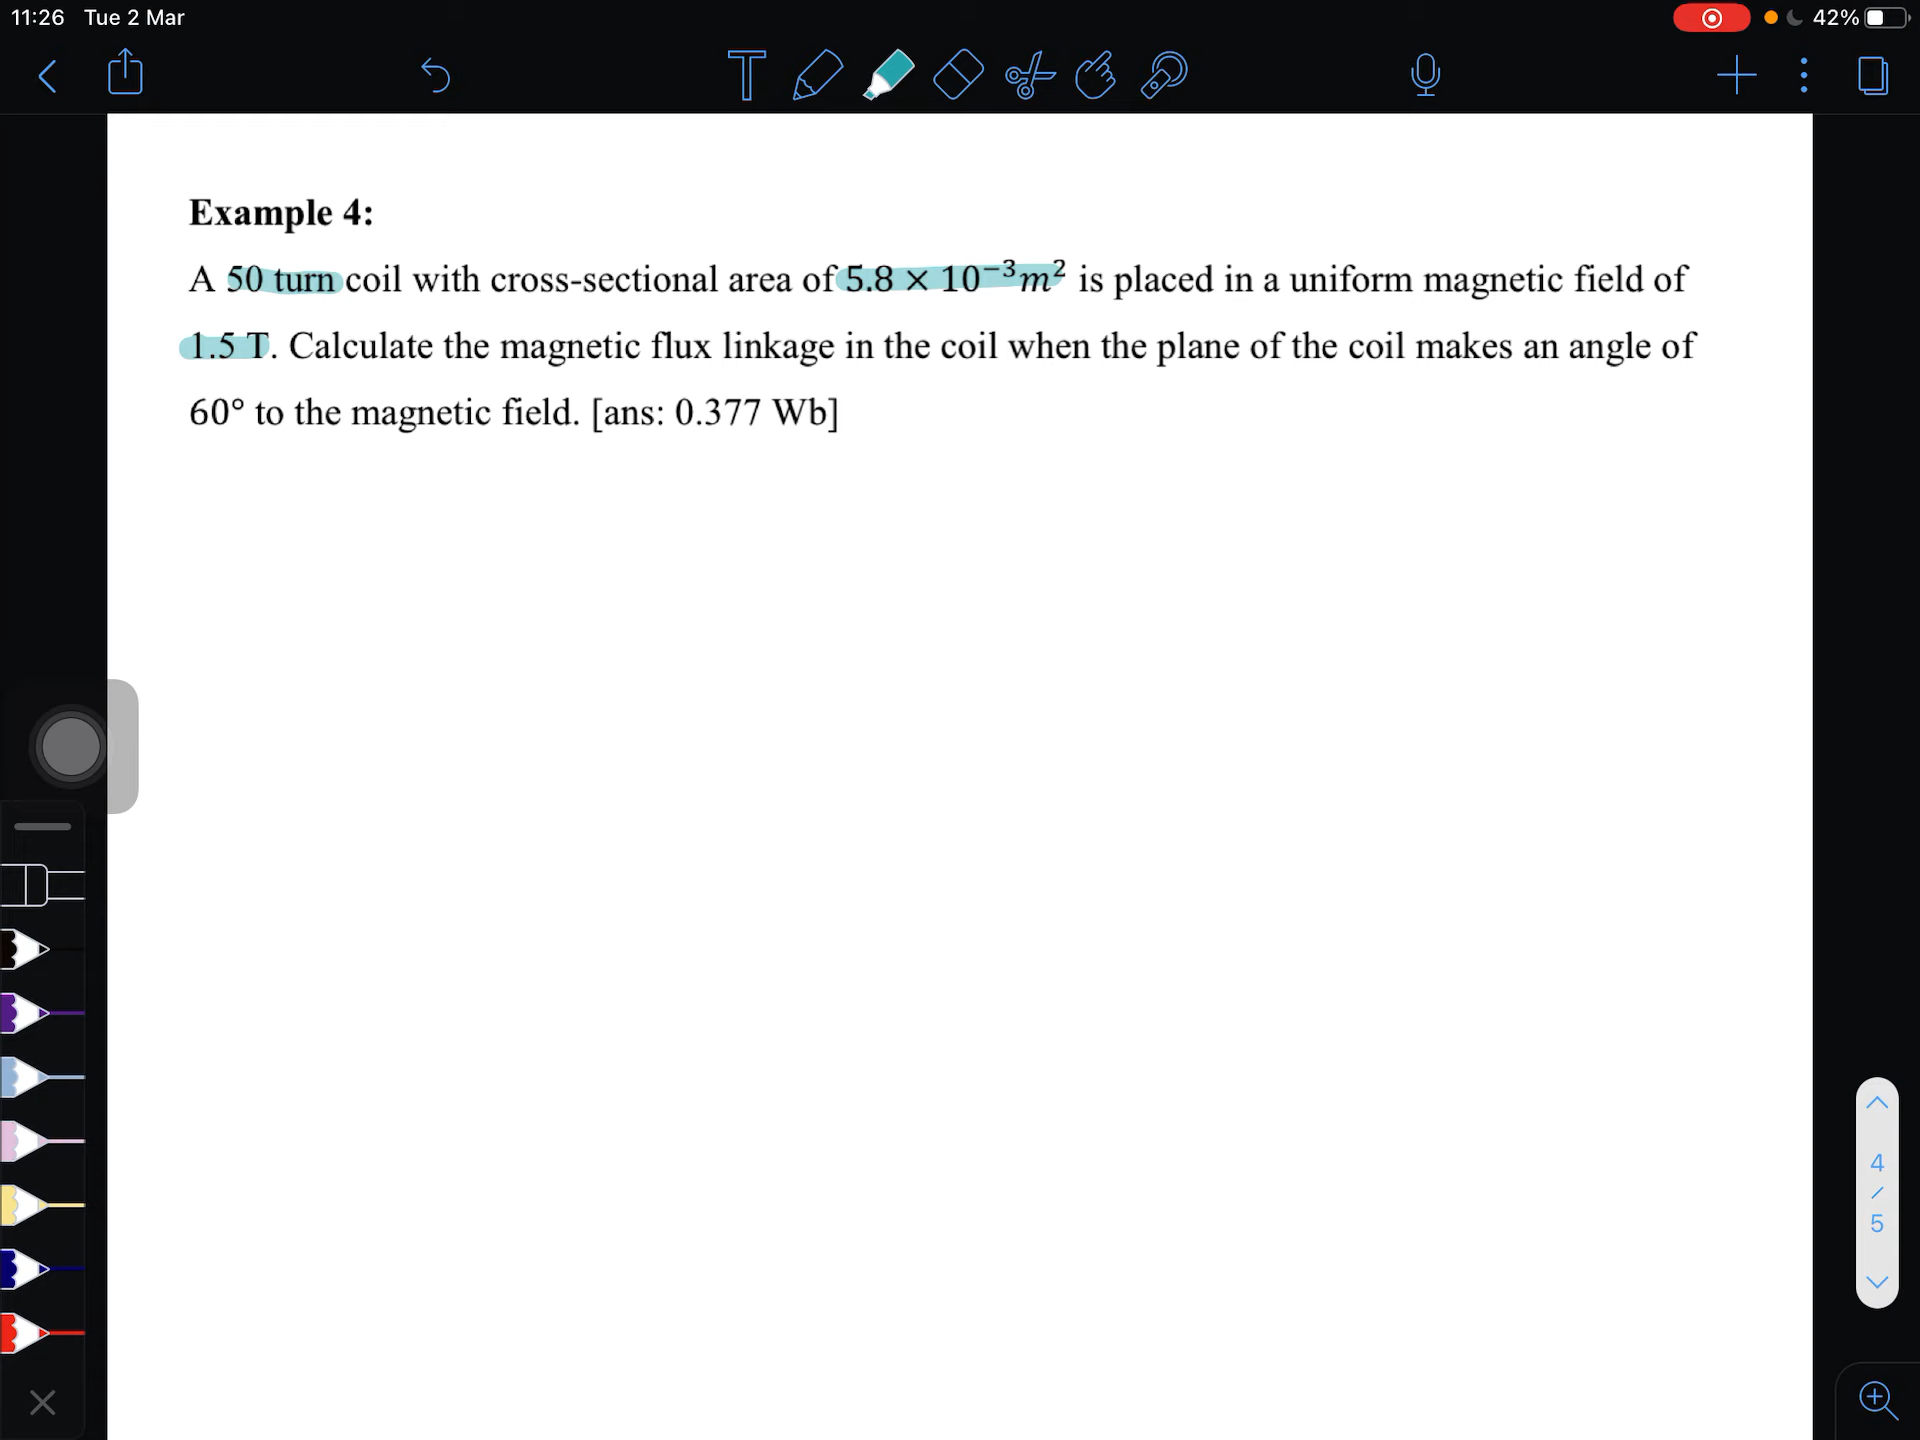 11:26 Tue 2 Mar
42%
T
Example 4:
A 50 turn coil with cross-sectional area of 5.8 × 10⁻³m² is placed in a uniform magnetic field of
1.5 T. Calculate the magnetic flux linkage in the coil when the plane of the coil makes an angle of
60° to the magnetic field. [ans: 0.377 Wb]
4
/
5